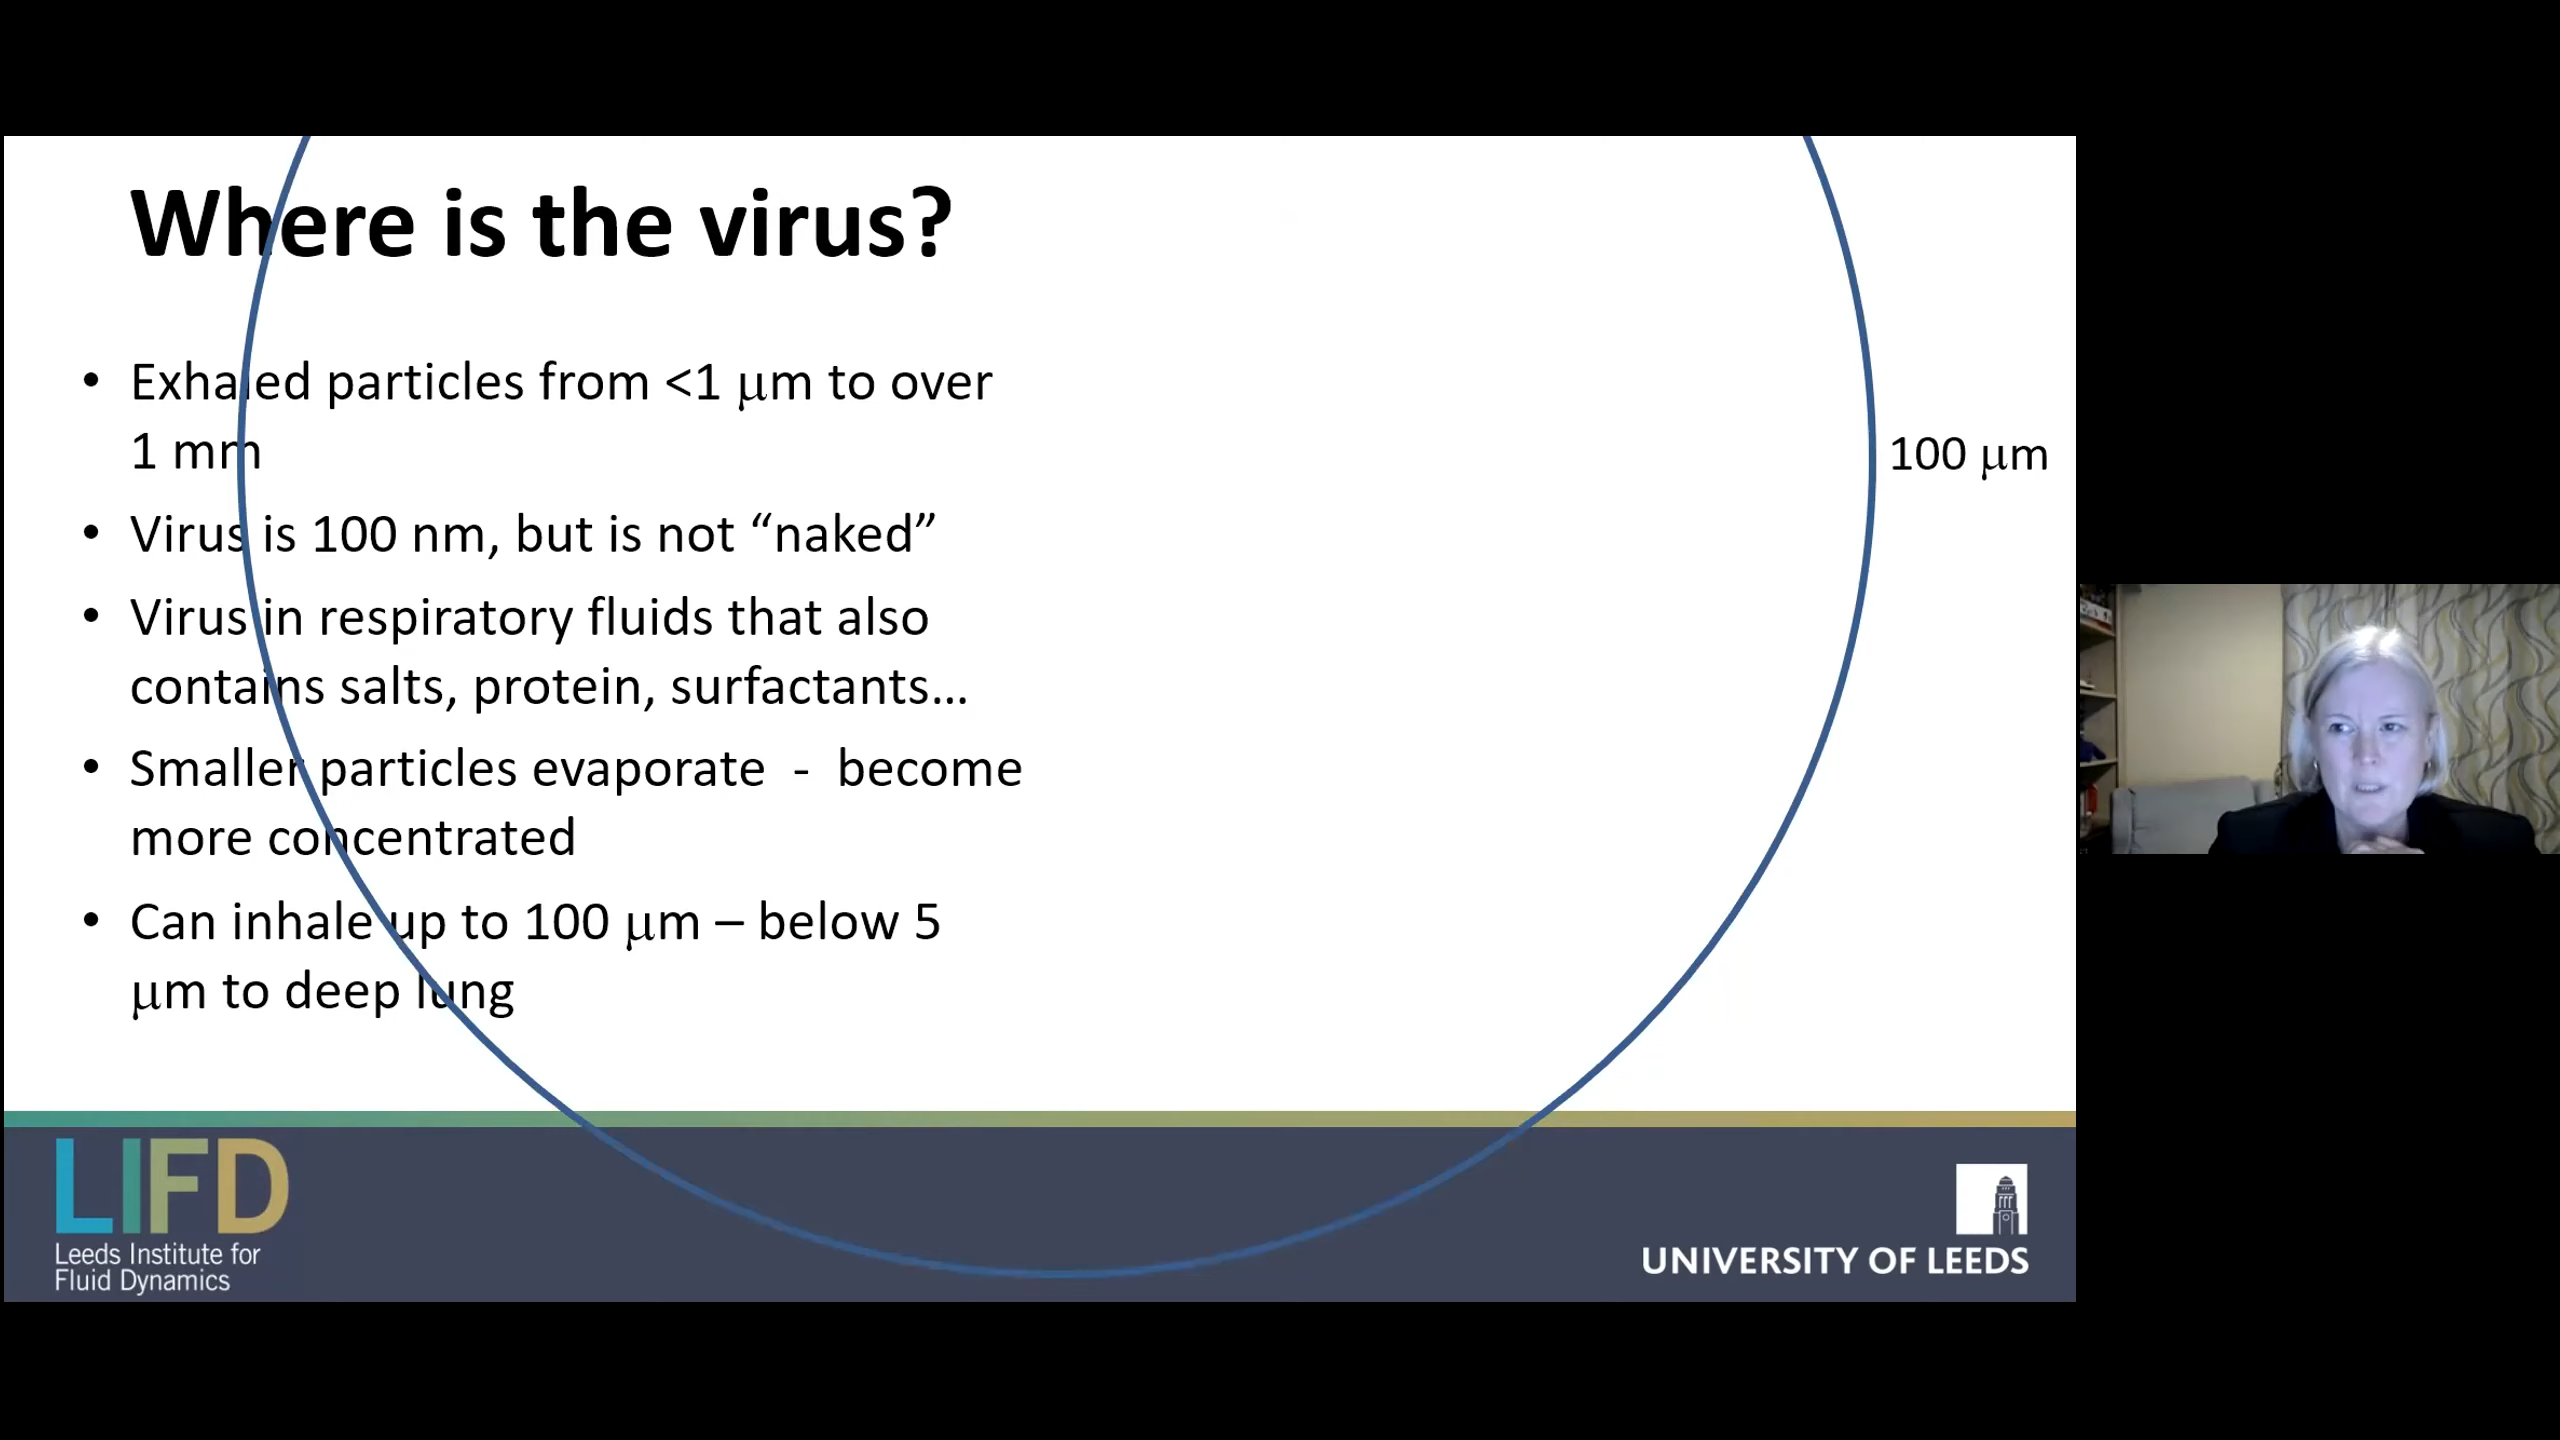 Where is the virus?
• Exhaled particles from <1 μm to over
1 mm
• Virus is 100 nm, but is not “naked”
• Virus in respiratory fluids that also
contains salts, protein, surfactants…
• Smaller particles evaporate - become
more concentrated
• Can inhale up to 100 μm – below 5
μm to deep lung
100 μm
LIFD
Leeds Institute for
Fluid Dynamics
UNIVERSITY OF LEEDS